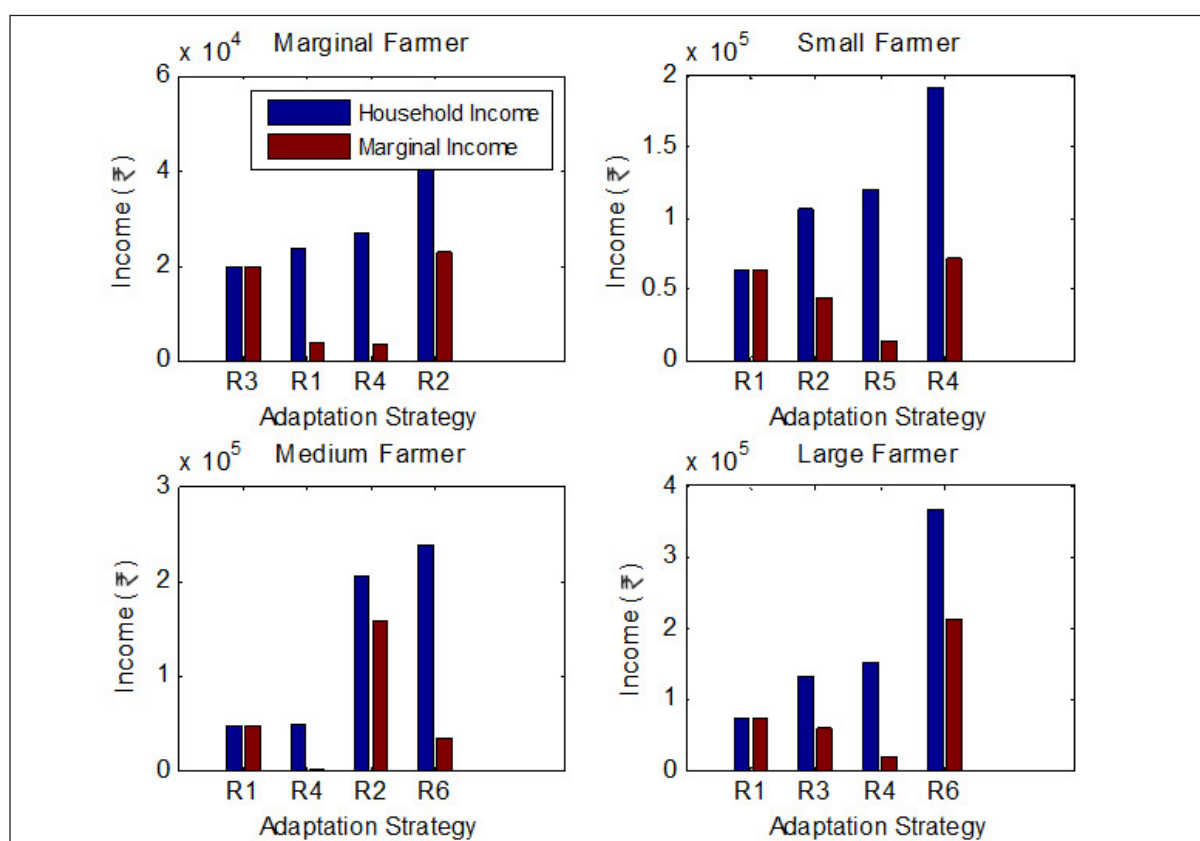 x 10^4 Marginal Farmer
6
4
2
0
Income (₹)
Household Income
Marginal Income
R3 R1 R4 R2
Adaptation Strategy
x 10^5 Small Farmer
2
1.5
1
0.5
0
Income (₹)
R1 R2 R5 R4
Adaptation Strategy
x 10^5 Medium Farmer
3
2
1
0
Income (₹)
R1 R4 R2 R6
Adaptation Strategy
x 10^5 Large Farmer
4
3
2
1
0
Income (₹)
R1 R3 R4 R6
Adaptation Strategy